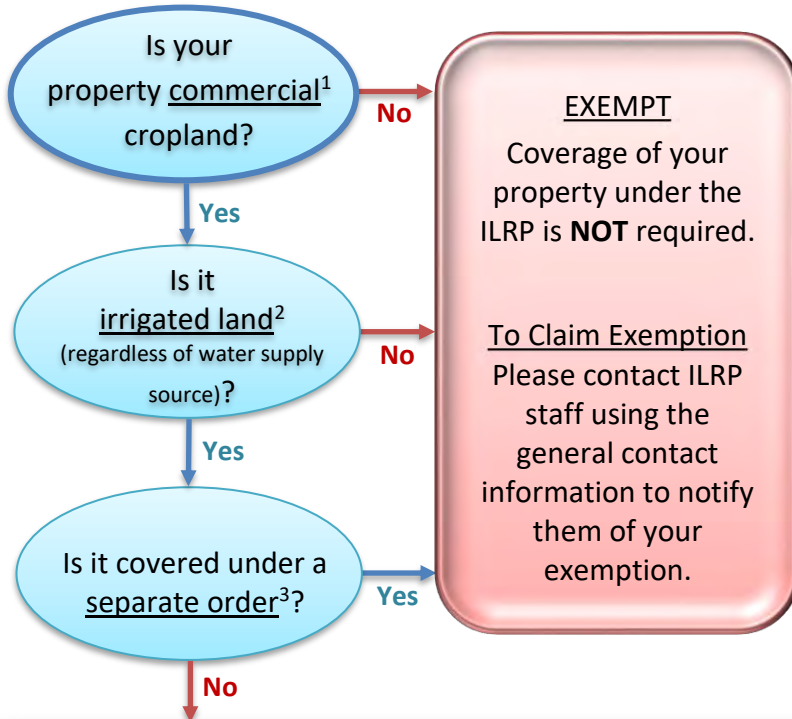 Is your
property commercial¹
cropland?
No
Yes
Is it
irrigated land²
(regardless of water supply
source)?
No
Yes
Is it covered under a
separate order³?
Yes
No
EXEMPT
Coverage of your
property under the
ILRP is NOT required.
To Claim Exemption
Please contact ILRP
staff using the
general contact
information to notify
them of your
exemption.